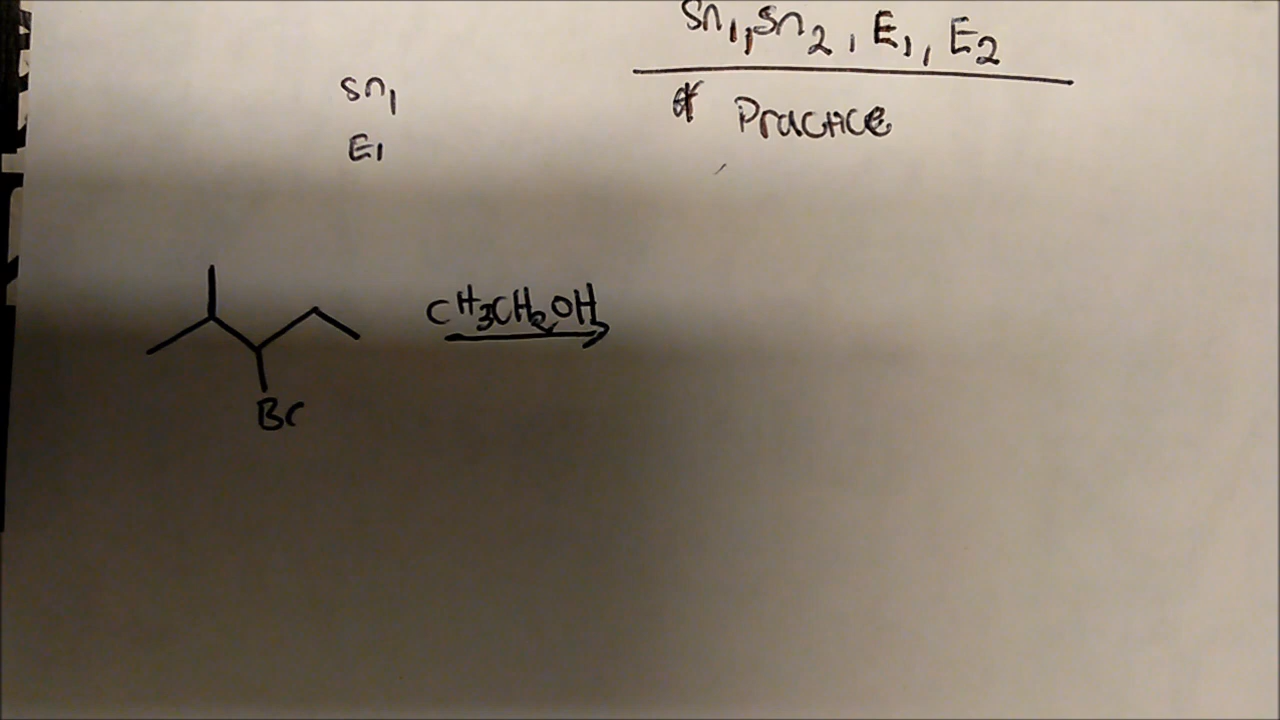 Sn1, Sn2, E1, E2
* Practice
Sn1
E1
CH3CH2OH
Br